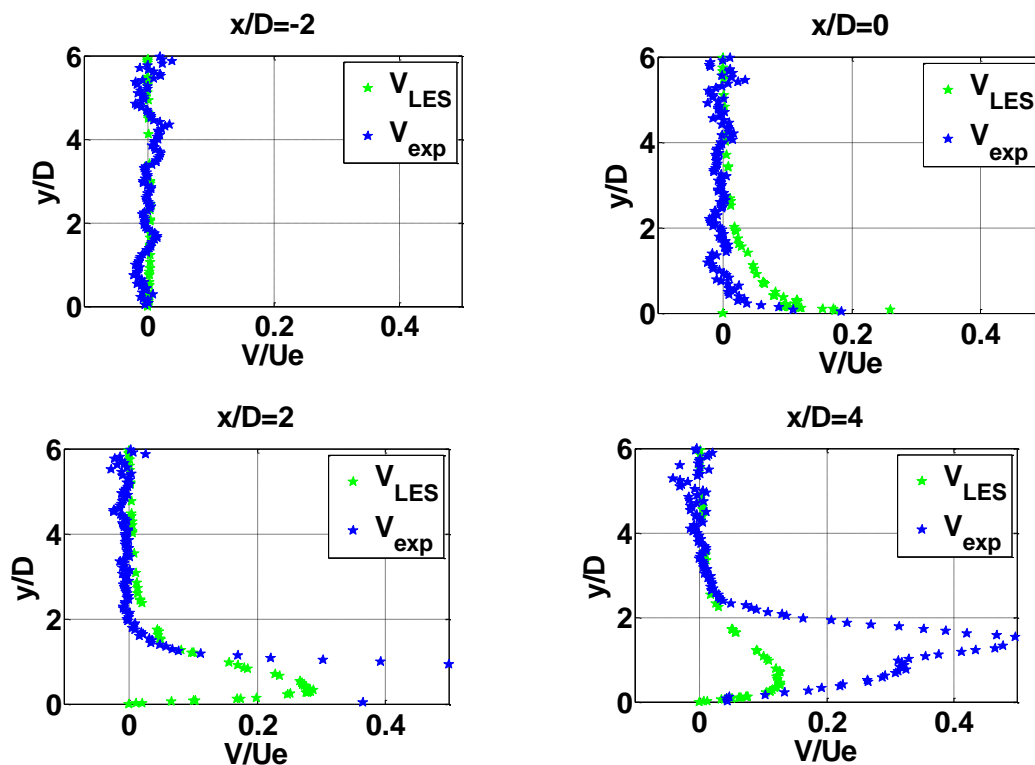 x/D=-2
6
4
2
0
y/D
0
0.2
0.4
V/Ue
V_LES
V_exp
x/D=0
6
4
2
0
y/D
0
0.2
0.4
V/Ue
V_LES
V_exp
x/D=2
6
4
2
0
y/D
0
0.2
0.4
V/Ue
V_LES
V_exp
x/D=4
6
4
2
0
y/D
0
0.2
0.4
V/Ue
V_LES
V_exp